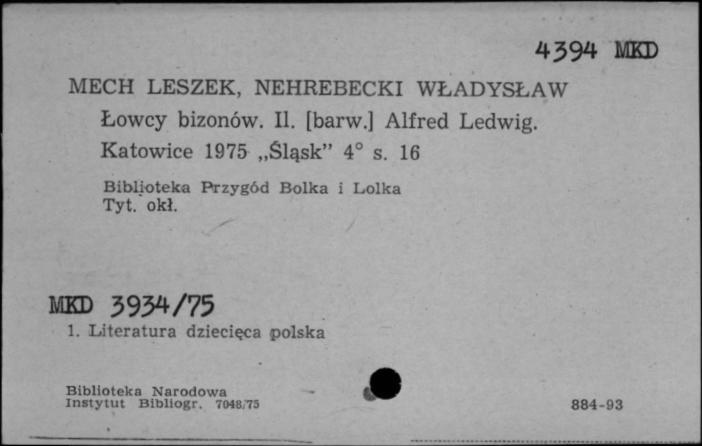 4394 MKD
MECH LESZEK, NEHREBECKI WŁADYSŁAW
Łowcy bizonów. Il. [barw.] Alfred Ledwig.
Katowice 1975 „Śląsk” 4° s. 16
Biblioteka Przygód Bolka i Lolka
Tyt. okł.
MKD 3934/75
1. Literatura dziecięca polska
Biblioteka Narodowa
Instytut Bibliogr. 7048/75
884-93